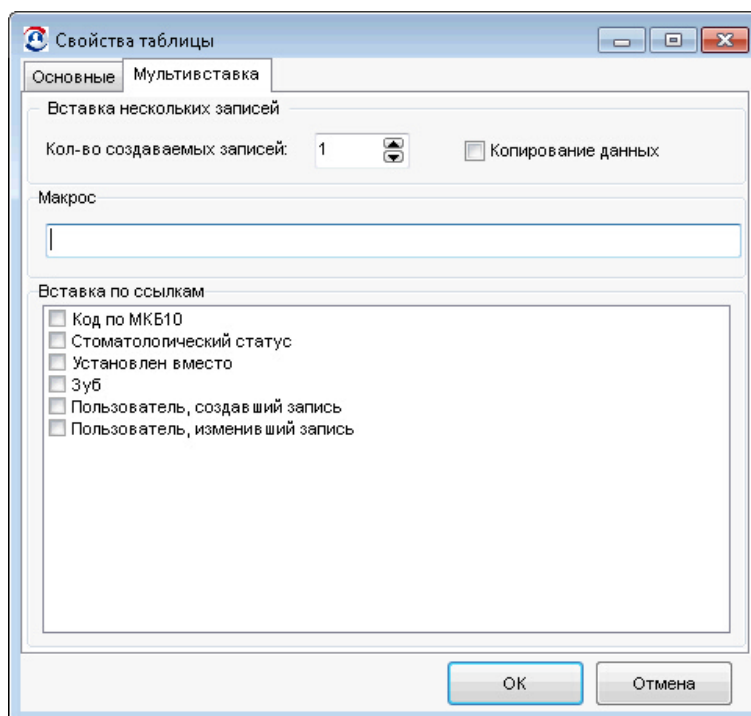 Свойства таблицы
Основные Мультивставка
Вставка нескольких записей
Кол-во создаваемых записей: 1 Копирование данных
Макрос
Вставка по ссылкам
Код по МКБ10
Стоматологический статус
Установлен вместо
Зуб
Пользователь, создавший запись
Пользователь, изменивший запись
ОК Отмена